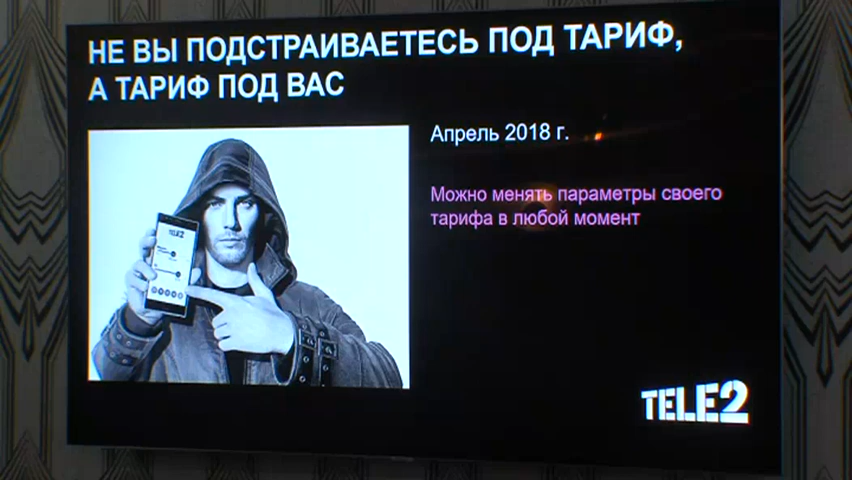 НЕ ВЫ ПОДСТРАИВАЕТЕСЬ ПОД ТАРИФ,
А ТАРИФ ПОД ВАС
Апрель 2018 г.
Можно менять параметры своего
тарифа в любой момент
TELE2
TELE2